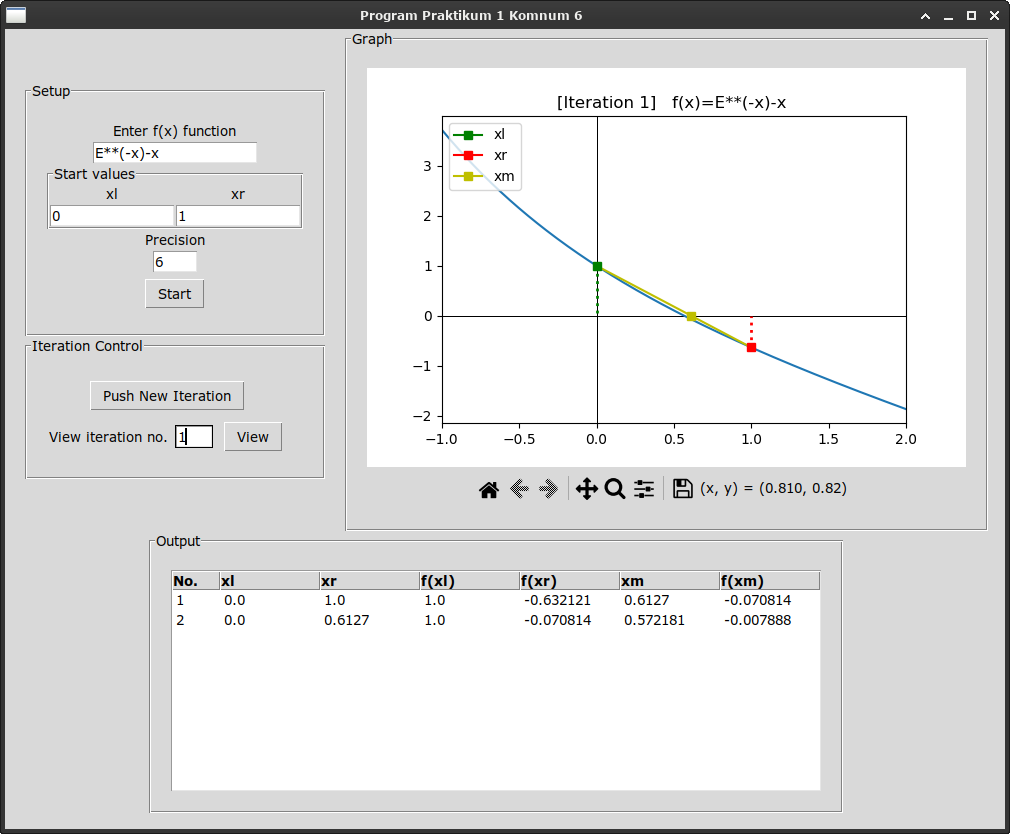 Program Praktikum 1 Komnum 6
Setup
Enter f(x) function
E**(-x)-x
Start values
xl xr
0 1
Precision
6
Start
Iteration Control
Push New Iteration
View iteration no. 1 View
Graph
[Iteration 1] f(x)=E**(-x)-x
xl
xr
xm
3
2
1
0
−1
−2
−1.0 −0.5 0.0 0.5 1.0 1.5 2.0
(x, y) = (0.810, 0.82)
Output
No. xl xr f(xl) f(xr) xm f(xm)
1 0.0 1.0 1.0 -0.632121 0.6127 -0.070814
2 0.0 0.6127 1.0 -0.070814 0.572181 -0.007888